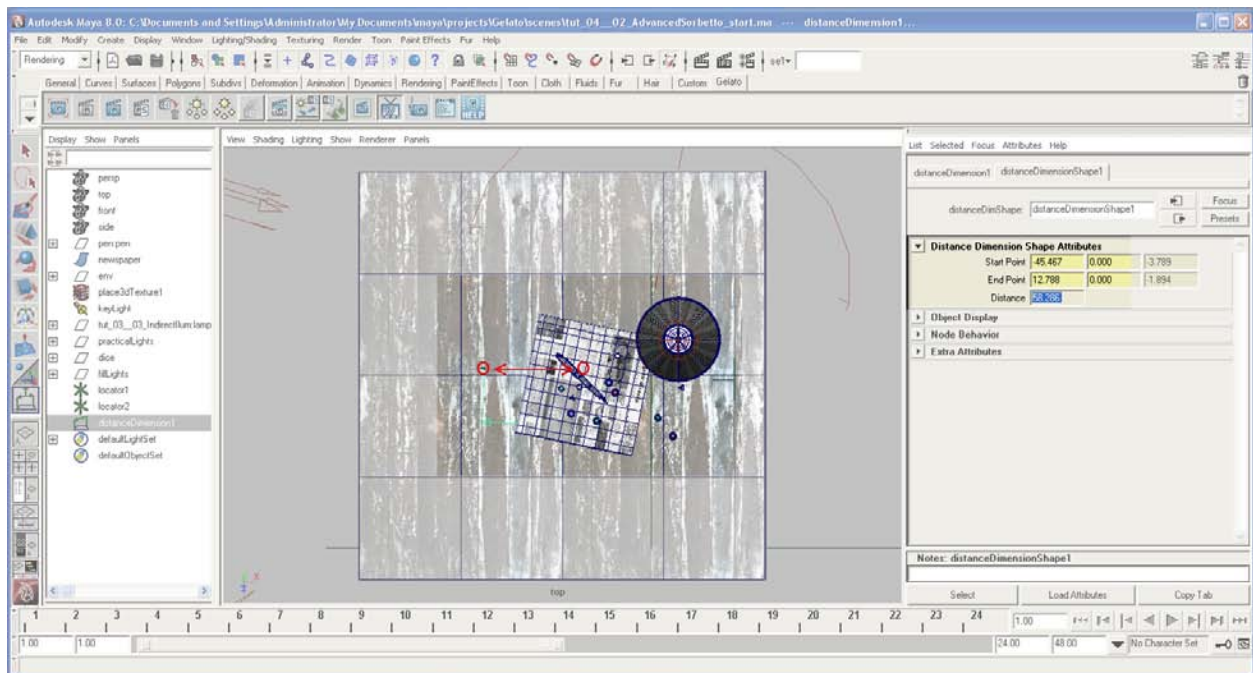 Autodesk Maya 8.0: C:\Documents and Settings\Administrator\My Documents\maya\projects\Gelato\scenes\tut_04__02_AdvancedSorbetto_start.ma --- distanceDimension1...
File Edit Modify Create Display Window Lighting/Shading Texturing Render Toon Paint Effects Fur Help
Rendering sel
General Curves Surfaces Polygons Subdivs Deformation Animation Dynamics Rendering PaintEffects Toon Cloth Fluids Fur Hair Custom Gelato
HELP
Display Show Panels
persp
top
front
side
pen:pen
newspaper
env
place3dTexture1
keyLight
tut_03__03_IndirectIllum:lamp
practicalLights
dice
fillLights
locator1
locator2
distanceDimension1
defaultLightSet
defaultObjectSet
View Shading Lighting Show Renderer Panels
top
List Selected Focus Attributes Help
distanceDimension1 distanceDimensionShape1
distanceDimShape: distanceDimensionShape1
Focus
Presets
Distance Dimension Shape Attributes
Start Point -45.467 0.000 -3.789
End Point 12.788 0.000 -1.894
Distance 58.286
Object Display
Node Behavior
Extra Attributes
Notes: distanceDimensionShape1
Select Load Attributes Copy Tab
1 2 3 4 5 6 7 8 9 10 11 12 13 14 15 16 17 18 19 20 21 22 23 24 1.00
1.00 1.00 24.00 48.00 No Character Set